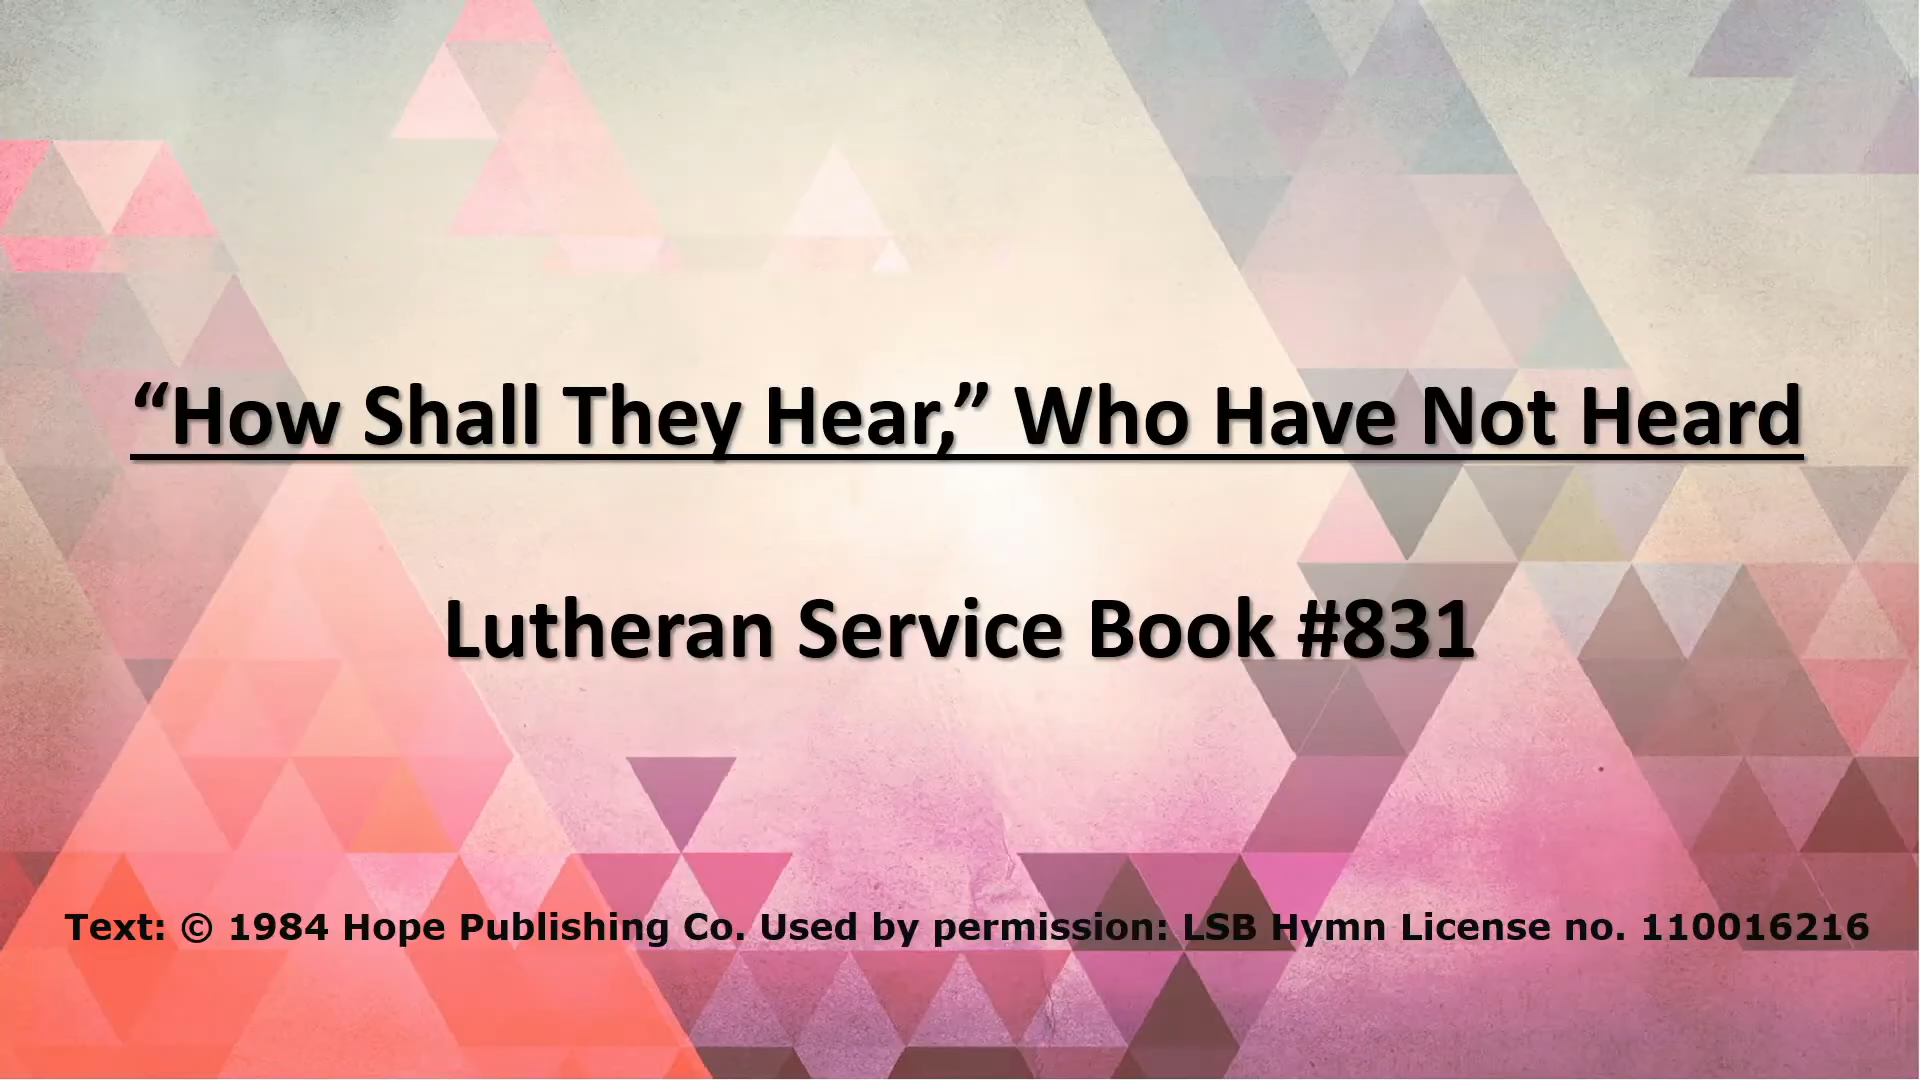 “How Shall They Hear,” Who Have Not Heard
Lutheran Service Book #831
Text: © 1984 Hope Publishing Co. Used by permission: LSB Hymn License no. 110016216